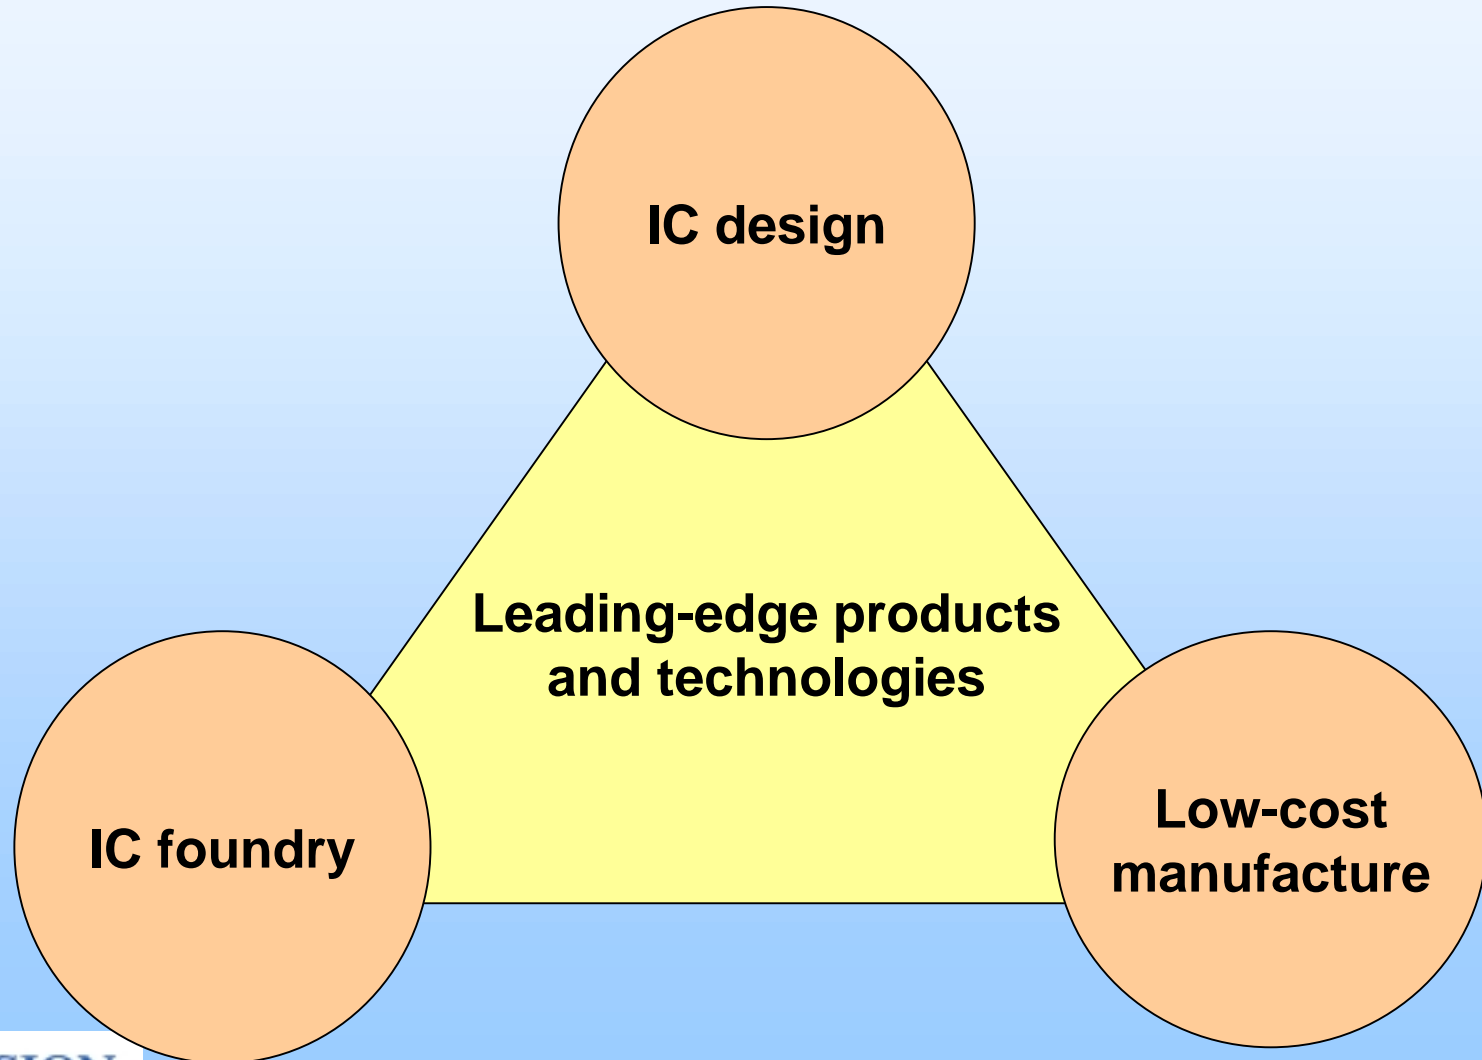 IC design
Leading-edge products
and technologies
IC foundry
Low-cost
manufacture